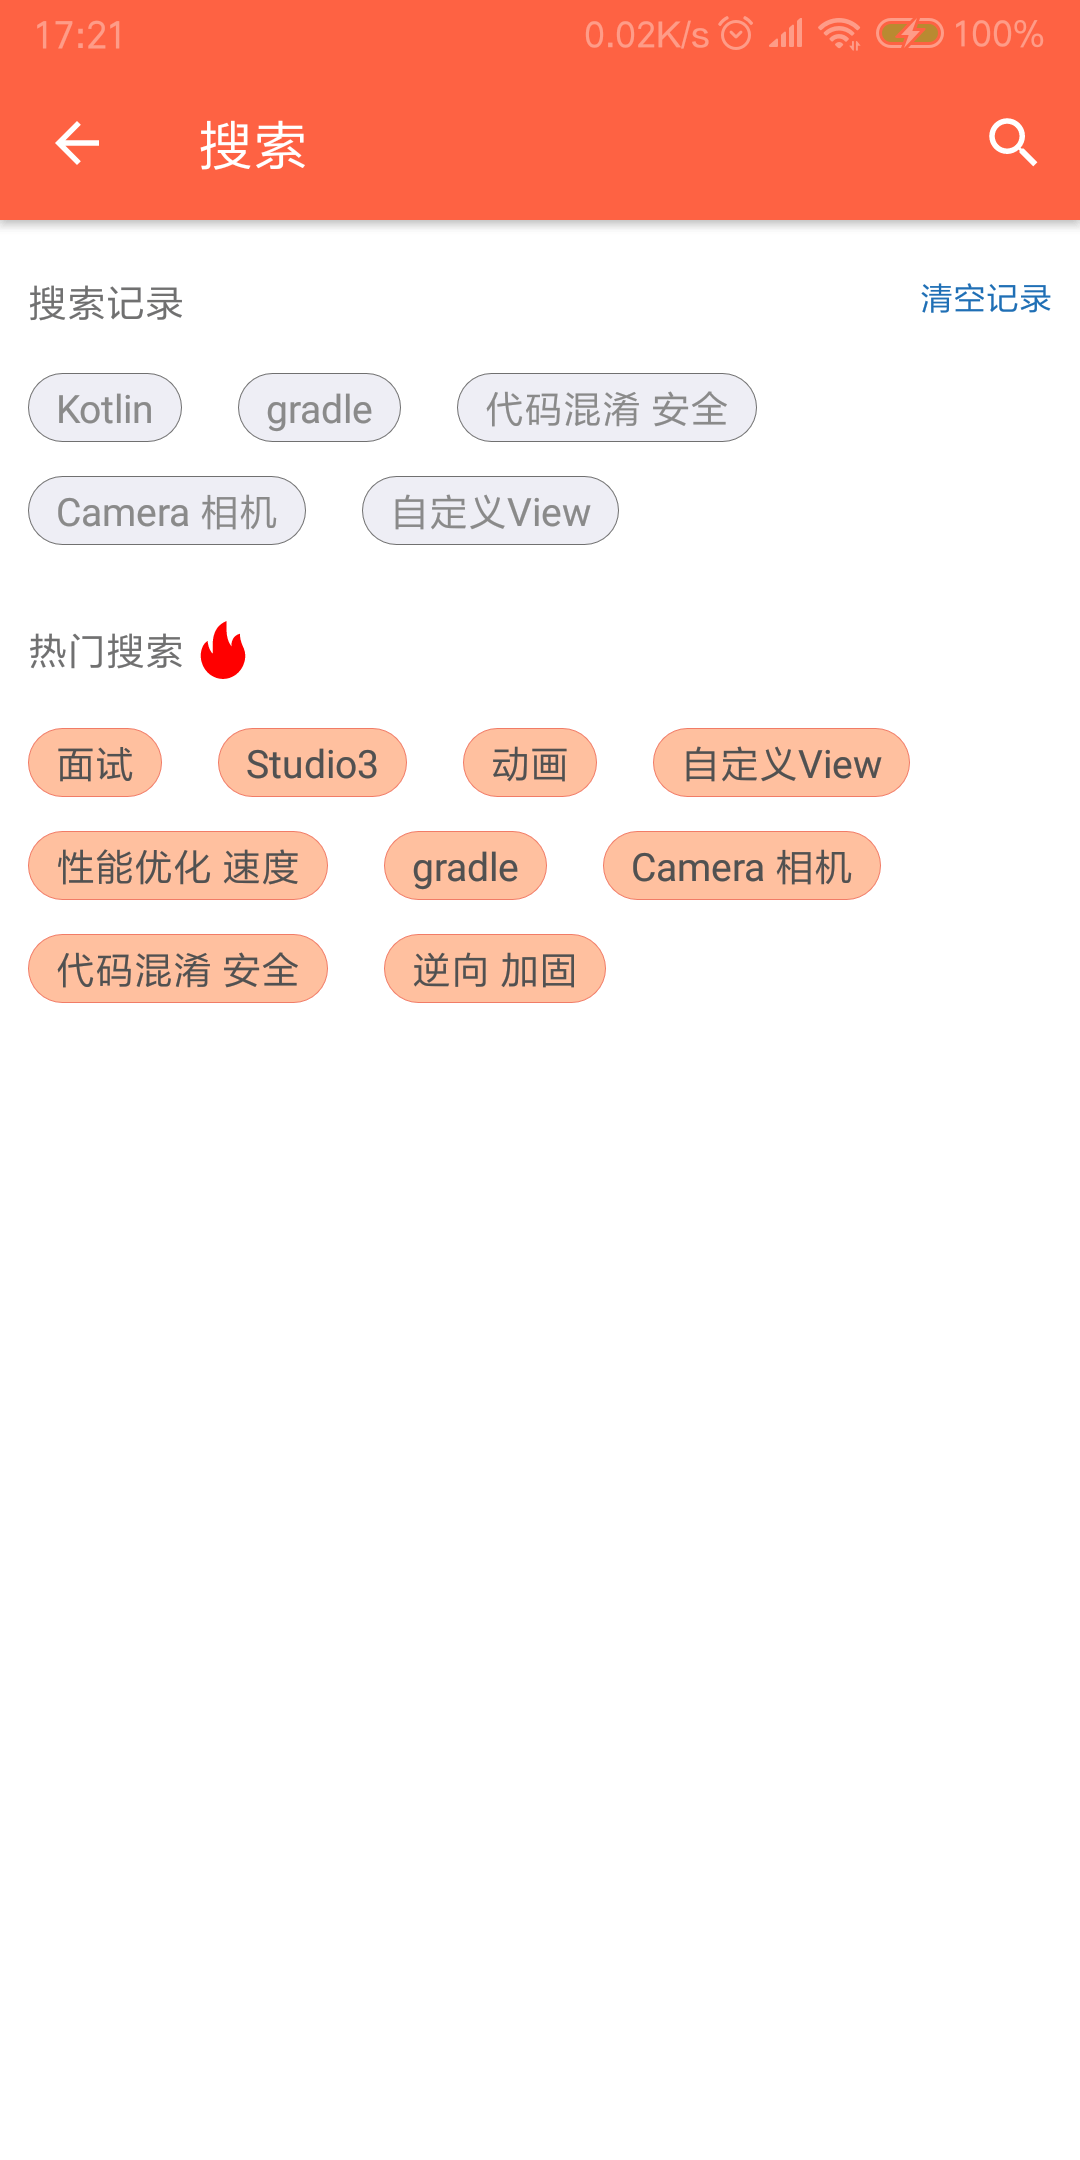 17:21 0.02K/s 100%
搜索
搜索记录 清空记录
Kotlin gradle 代码混淆 安全
Camera 相机 自定义View
热门搜索
面试 Studio3 动画 自定义View
性能优化 速度 gradle Camera 相机
代码混淆 安全 逆向 加固